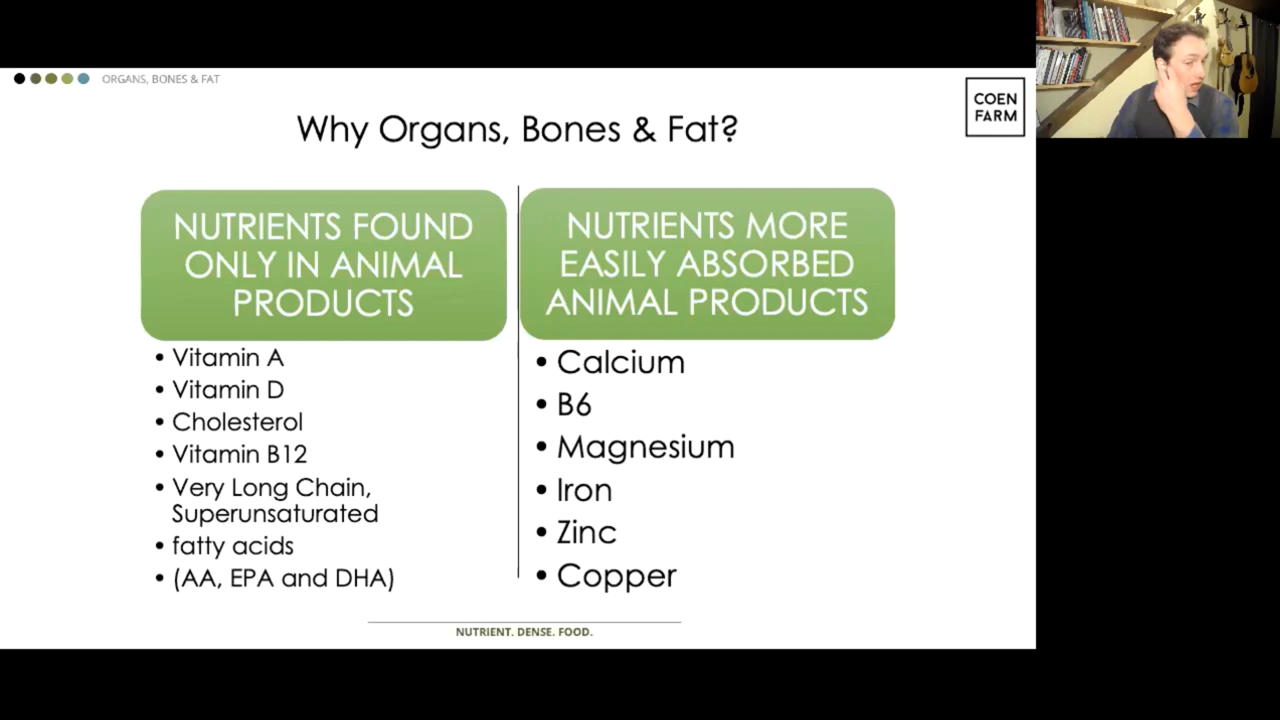 ORGANS, BONES & FAT
COEN
FARM
Why Organs, Bones & Fat?
NUTRIENTS FOUND
ONLY IN ANIMAL
PRODUCTS
• Vitamin A
• Vitamin D
• Cholesterol
• Vitamin B12
• Very Long Chain,
Superunsaturated
• fatty acids
• (AA, EPA and DHA)
NUTRIENTS MORE
EASILY ABSORBED
ANIMAL PRODUCTS
• Calcium
• B6
• Magnesium
• Iron
• Zinc
• Copper
NUTRIENT. DENSE. FOOD.